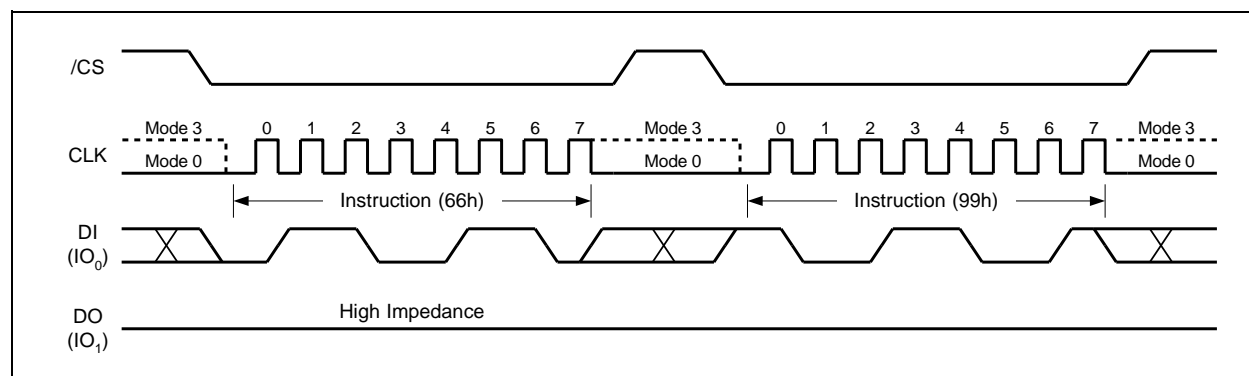 /CS
Mode 3 0 1 2 3 4 5 6 7 Mode 3 0 1 2 3 4 5 6 7 Mode 3
CLK
Mode 0 Mode 0 Mode 0
Instruction (66h) Instruction (99h)
DI
(IO₀)
DO
(IO₁)
High Impedance